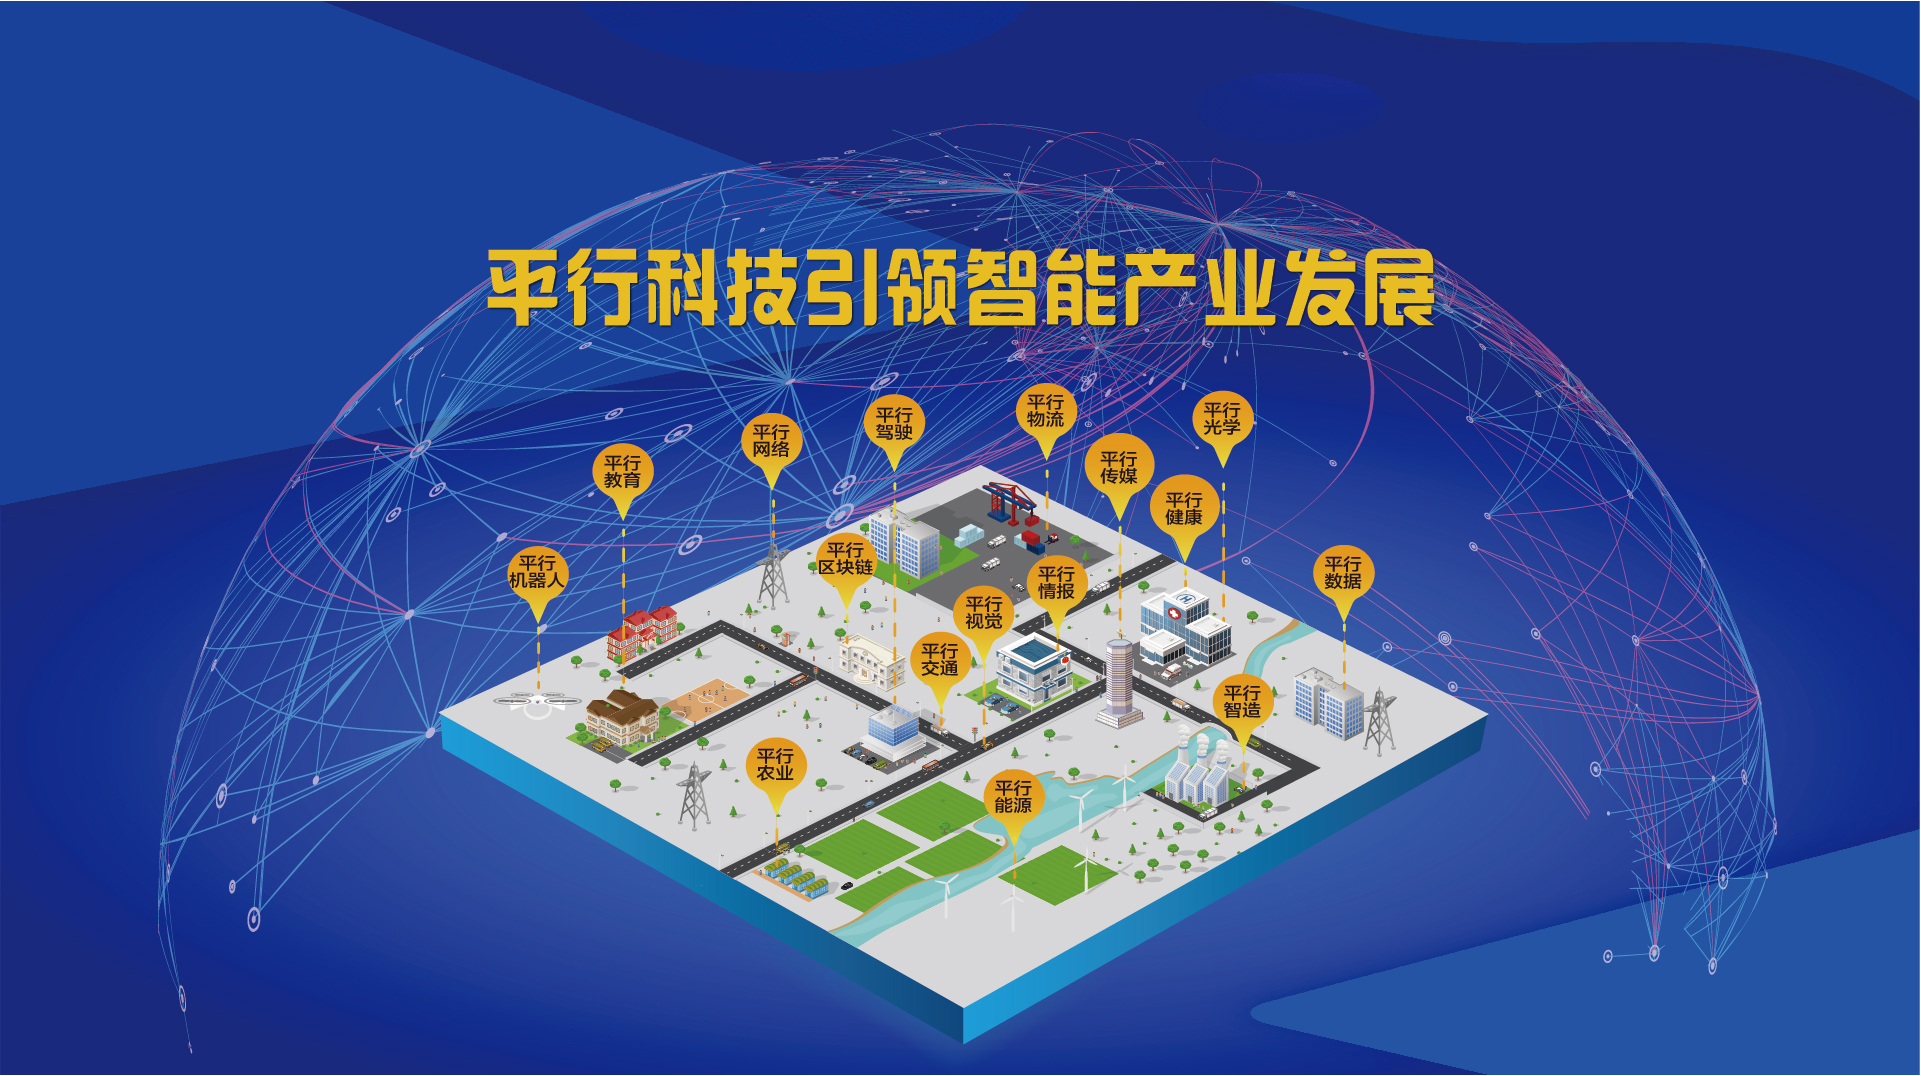 平行科技引领智能产业发展
平行
物流
平行
光学
平行
驾驶
平行
网络
平行
教育
平行
传媒
平行
健康
平行
机器人
平行
区块链
平行
情报
平行
数据
平行
视觉
平行
交通
平行
智造
平行
农业
平行
能源